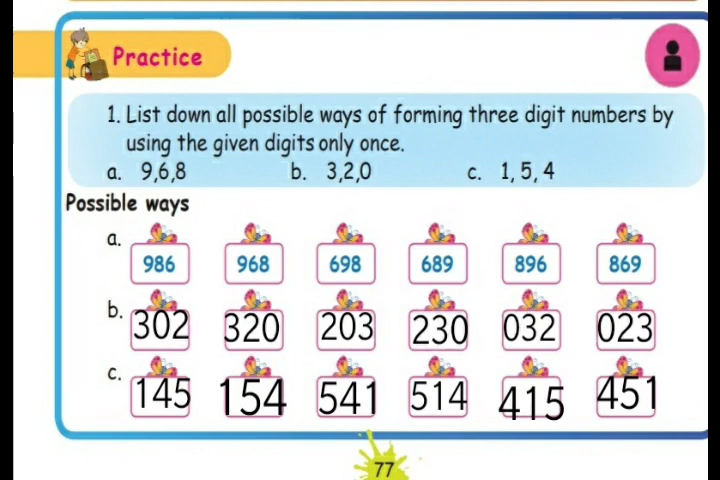 Practice
1. List down all possible ways of forming three digit numbers by
using the given digits only once.
a. 9,6,8 b. 3,2,0 c. 1, 5, 4
Possible ways
a. 986 968 698 689 896 869
b. 302 320 203 230 032 023
c. 145 154 541 514 415 451
77